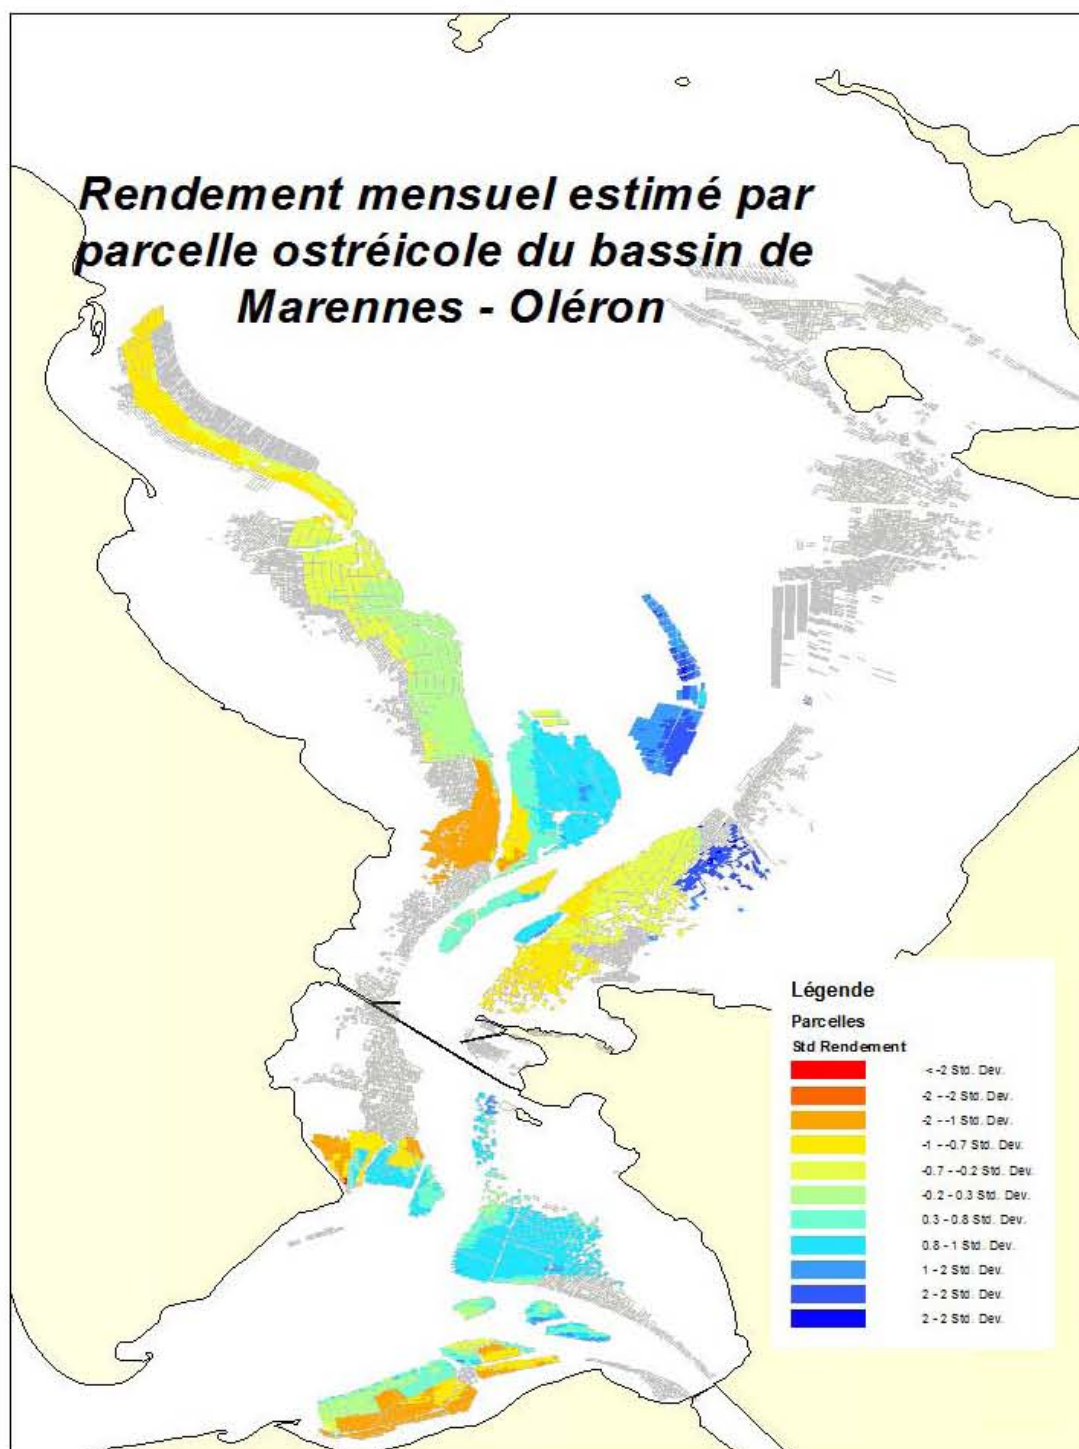 Rendement mensuel estimé par
parcelle ostréicole du bassin de
Marennes - Oléron
Légende
Parcelles
Std Rendement
< -2 Std. Dev.
-2 - -2 Std. Dev.
-2 - -1 Std. Dev.
-1 - -0.7 Std. Dev.
-0.7 - -0.2 Std. Dev.
-0.2 - 0.3 Std. Dev.
0.3 - 0.8 Std. Dev.
0.8 - 1 Std. Dev.
1 - 2 Std. Dev.
2 - 2 Std. Dev.
2 - 2 Std. Dev.